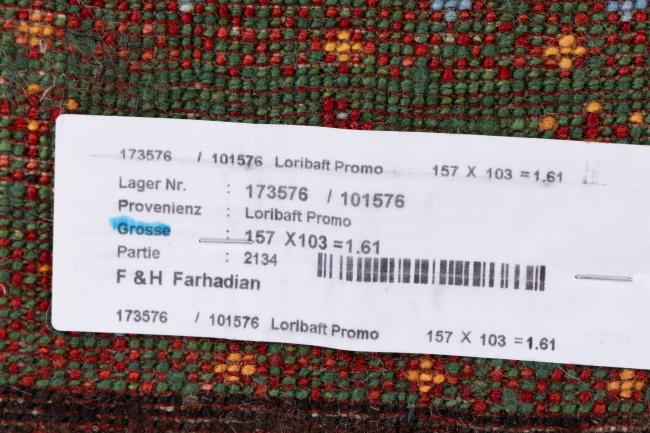 173576 / 101576 Loribaft Promo 157 X 103 =1.61
Lager Nr. : 173576 / 101576
Provenienz : Loribaft Promo
Grosse : 157 X103 =1.61
Partie : 2134
F &H Farhadian
173576 / 101576 Loribaft Promo 157 X 103 =1.61